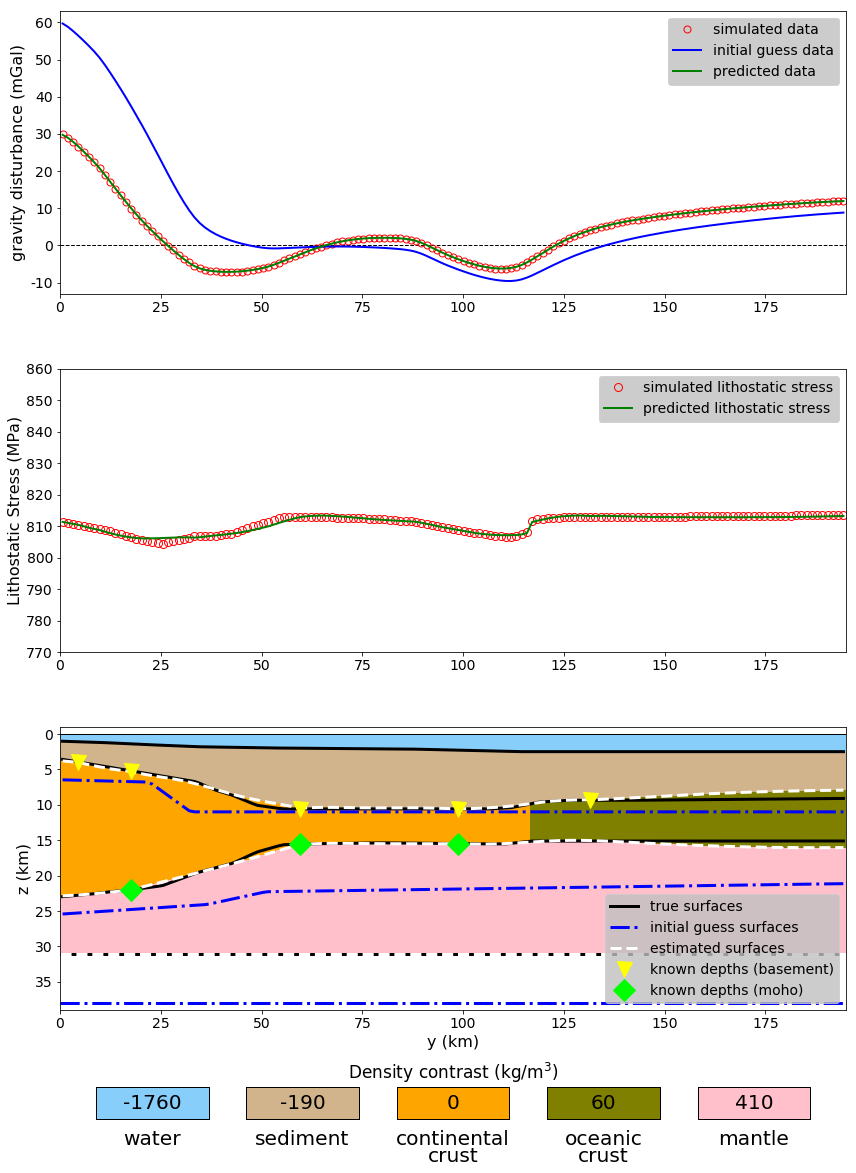 60
50
40
30
20
10
0
-10
gravity disturbance (mGal)
simulated data
initial guess data
predicted data
0 25 50 75 100 125 150 175
860
850
840
830
820
810
800
790
780
770
Lithostatic Stress (MPa)
simulated lithostatic stress
predicted lithostatic stress
0 25 50 75 100 125 150 175
0
5
10
15
20
25
30
35
z (km)
true surfaces
initial guess surfaces
estimated surfaces
known depths (basement)
known depths (moho)
0 25 50 75 100 125 150 175
y (km)
Density contrast (kg/m³)
-1760 -190 0 60 410
water sediment continental oceanic mantle
crust crust